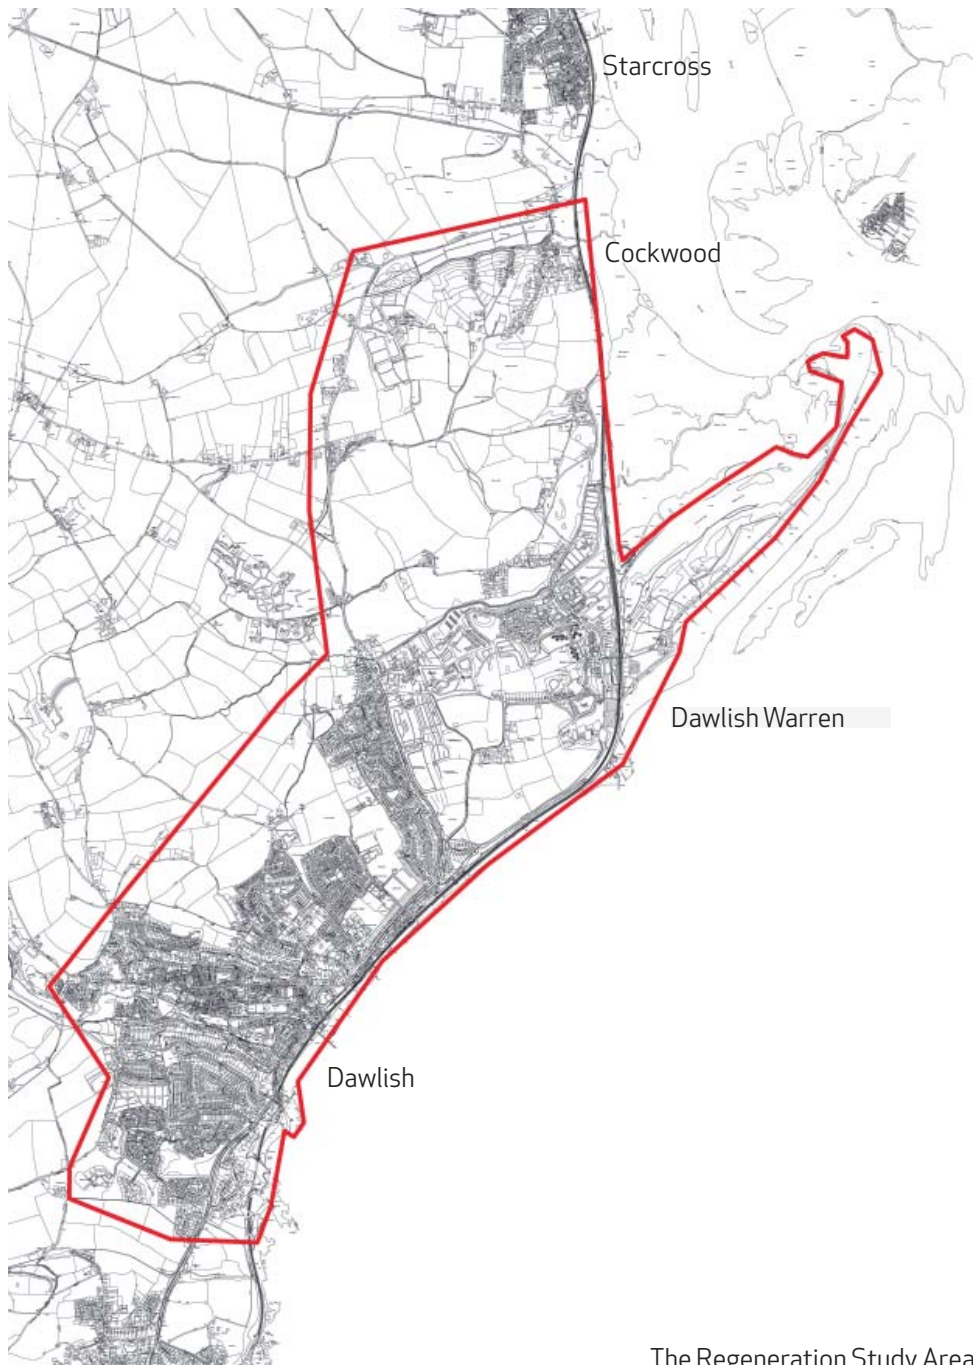 Starcross
Cockwood
Dawlish Warren
Dawlish
The Regeneration Study Area